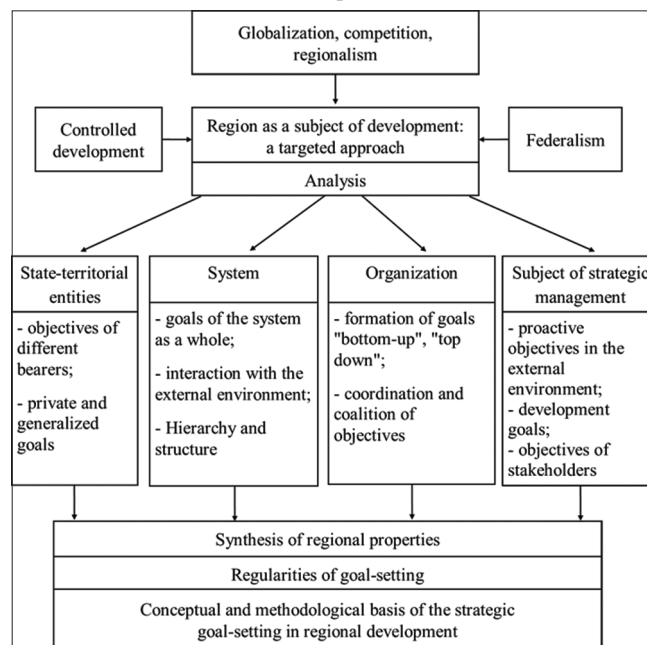 Globalization, competition,
regionalism
Controlled
development
Region as a subject of development:
a targeted approach
Federalism
Analysis
State-territorial
entities
- objectives of
different
bearers;
- private and
generalized
goals
System
- goals of the system
as a whole;
- interaction with the
external environment;
- Hierarchy and
structure
Organization
- formation of goals
"bottom-up", "top
down";
- coordination and
coalition of
objectives
Subject of strategic
management
- proactive
objectives in the
external
environment;
- development
goals;
- objectives of
stakeholders
Synthesis of regional properties
Regularities of goal-setting
Conceptual and methodological basis of the strategic
goal-setting in regional development